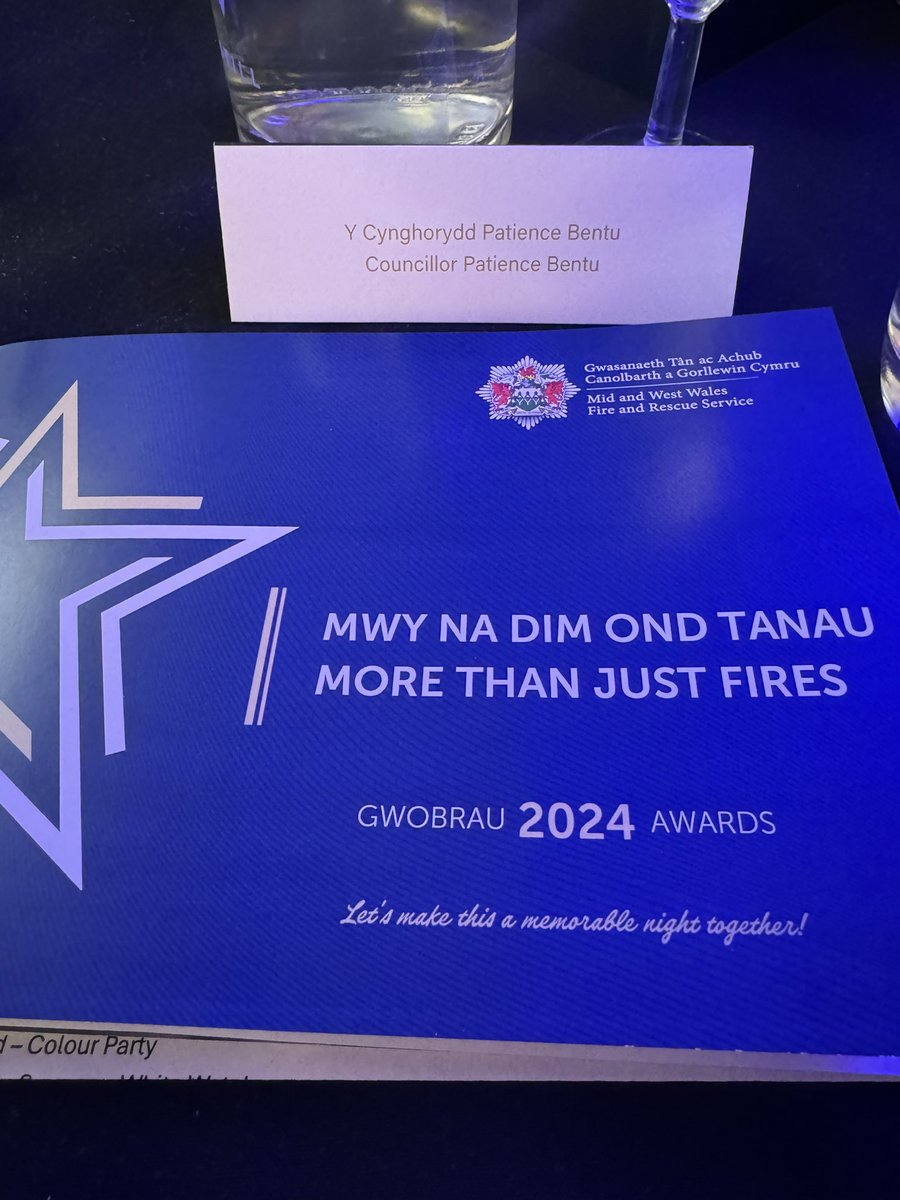 Y Cynghorydd Patience Bentu
Councillor Patience Bentu
Gwasanaeth Tân ac Achub
Canolbarth a Gorllewin Cymru
Mid and West Wales
Fire and Rescue Service
MWY NA DIM OND TANAU
MORE THAN JUST FIRES
GWOBRAU 2024 AWARDS
Let's make this a memorable night together!
– Colour Party